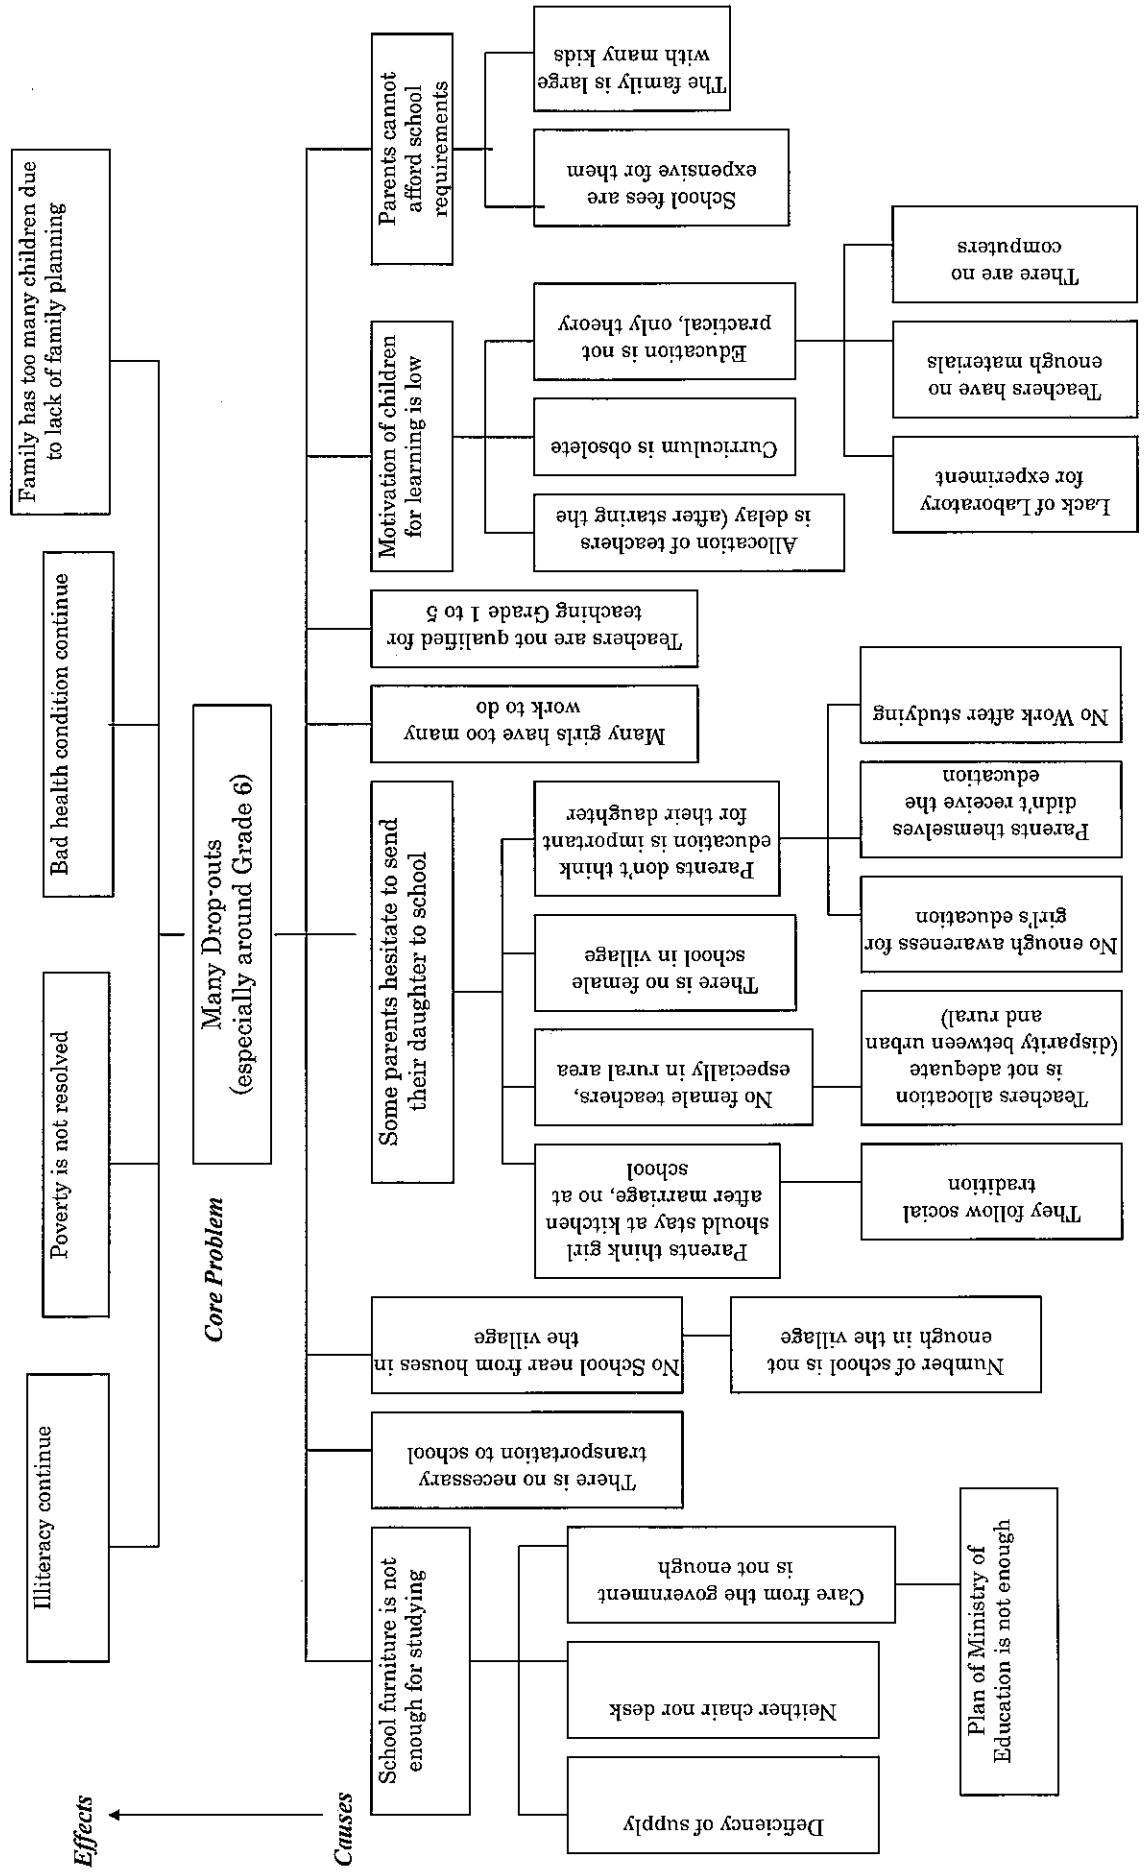 Effects
Illiteracy continue
Poverty is not resolved
Bad health condition continue
Family has too many children due
to lack of family planning
Core Problem
Many Drop-outs
(especially around Grade 6)
Causes
School furniture is not
enough for studying
There is no necessary
transportation to school
No School near from houses in
the village
Some parents hesitate to send
their daughter to school
Many girls have too many
work to do
Teachers are not qualified for
teaching Grade 1 to 5
Motivation of children
for learning is low
Parents cannot
afford school
requirements
Deficiency of supply
Neither chair nor desk
Care from the government
is not enough
Plan of Ministry of
Education is not enough
Number of school is not
enough in the village
Parents think girl
should stay at kitchen
after marriage, no at
school
No female teachers,
especially in rural area
There is no female
school in village
Parents don't think
education is important
for their daughter
They follow social
tradition
Teachers allocation
is not adequate
(disparity between urban
and rural)
No enough awareness for
girl's education
Parents themselves
didn't receive the
education
No Work after studying
Allocation of teachers
is delay (after staring the
Curriculum is obsolete
Education is not
practical, only theory
Lack of Laboratory
for experiment
Teachers have no
enough materials
There are no
computers
School fees are
expensive for them
The family is large
with many kids